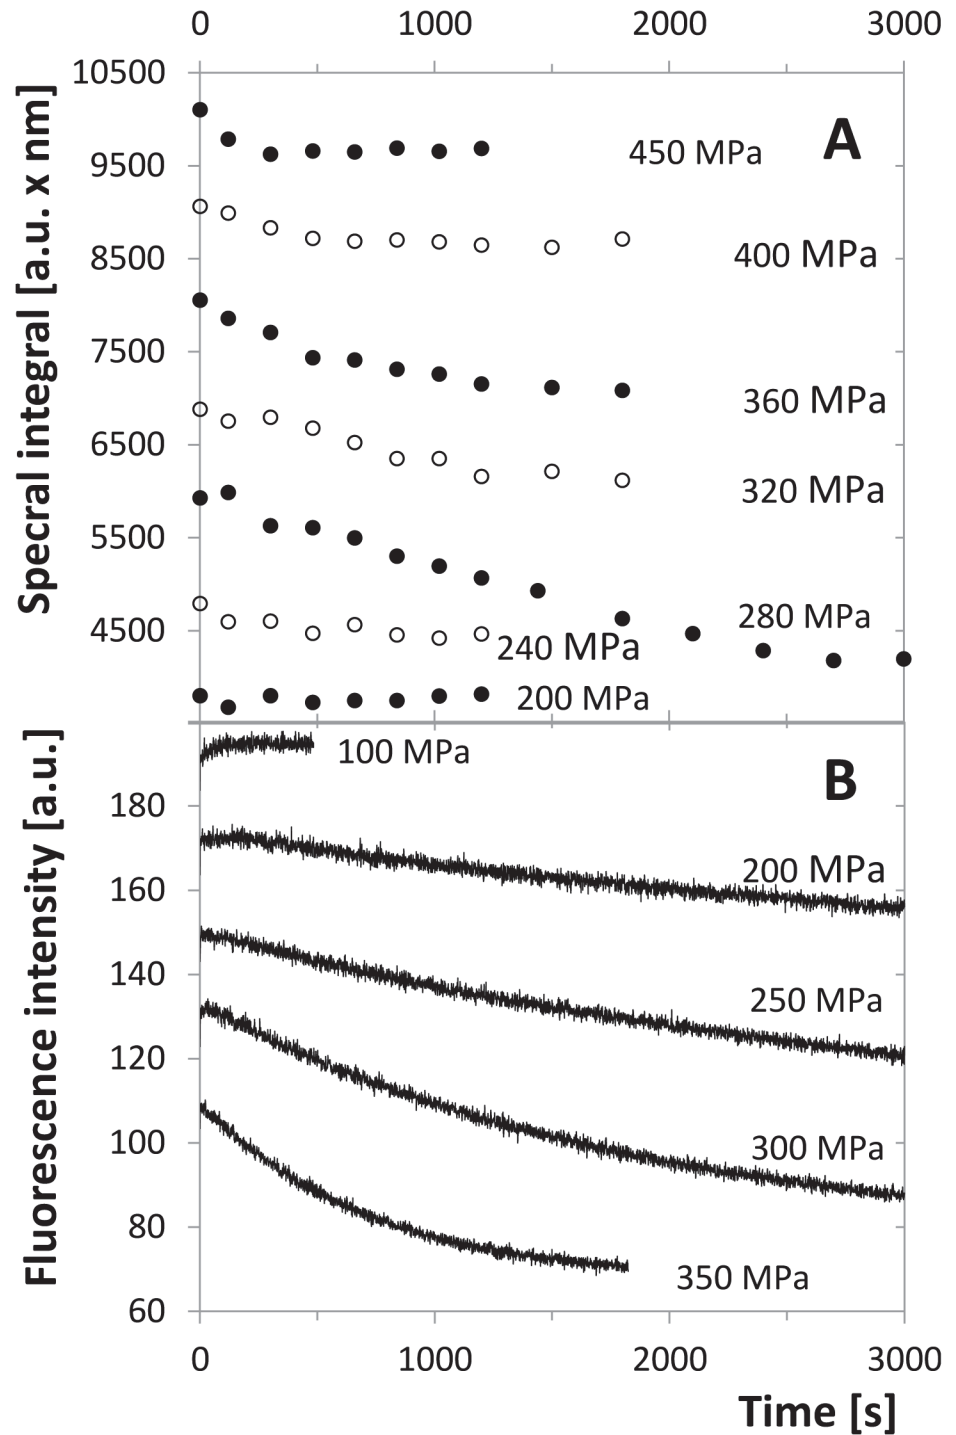 0 1000 2000 3000
10500
9500
8500
7500
6500
5500
4500
Specral integral [a.u. x nm]
A
450 MPa
400 MPa
360 MPa
320 MPa
280 MPa
240 MPa
200 MPa
B
100 MPa
200 MPa
250 MPa
300 MPa
350 MPa
180
160
140
120
100
80
60
Fluorescence intensity [a.u.]
0 1000 2000 3000
Time [s]